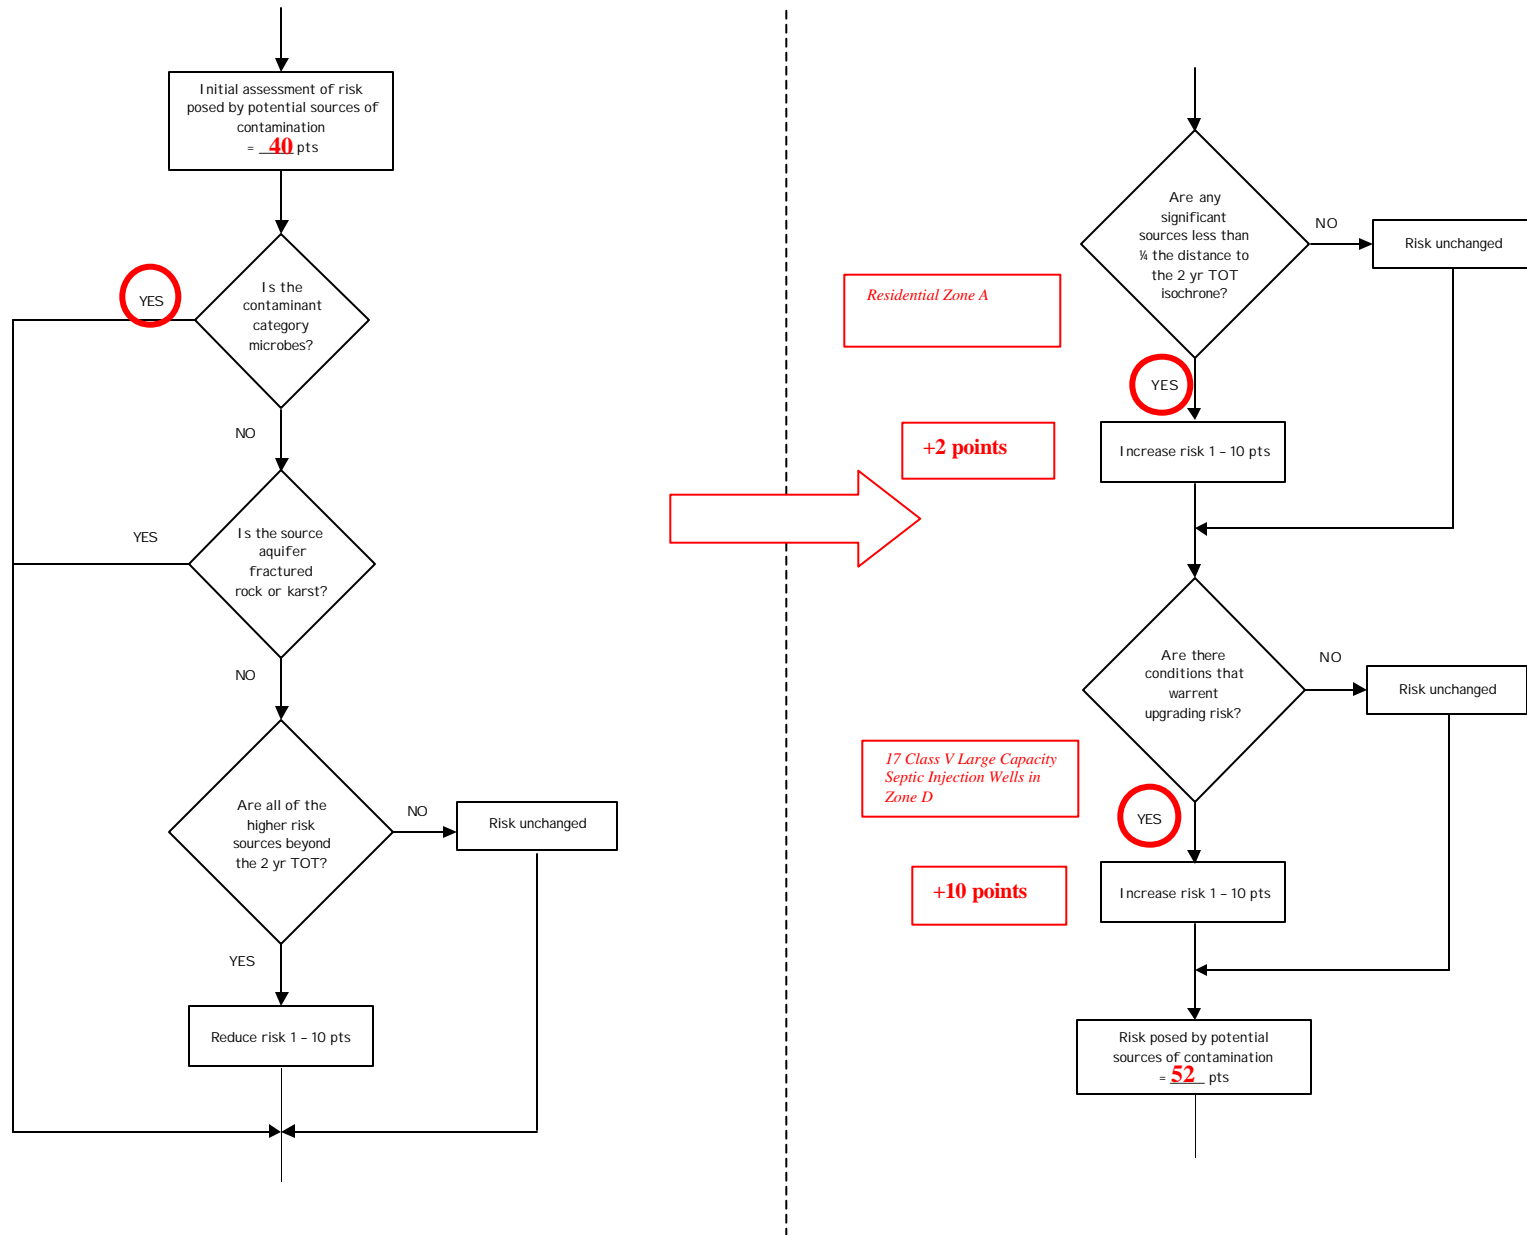 Initial assessment of risk
posed by potential sources of
contamination
= 40 pts
YES
Is the
contaminant
category
microbes?
NO
YES
Is the source
aquifer
fractured
rock or karst?
NO
Are all of the
higher risk
sources beyond
the 2 yr TOT?
NO
Risk unchanged
YES
Reduce risk 1 – 10 pts
Are any
significant
sources less than
¼ the distance to
the 2 yr TOT
isochrone?
NO
Risk unchanged
Residential Zone A
YES
+2 points
Increase risk 1 – 10 pts
Are there
conditions that
warrent
upgrading risk?
NO
Risk unchanged
17 Class V Large Capacity
Septic Injection Wells in
Zone D
YES
+10 points
Increase risk 1 – 10 pts
Risk posed by potential
sources of contamination
= 52 pts